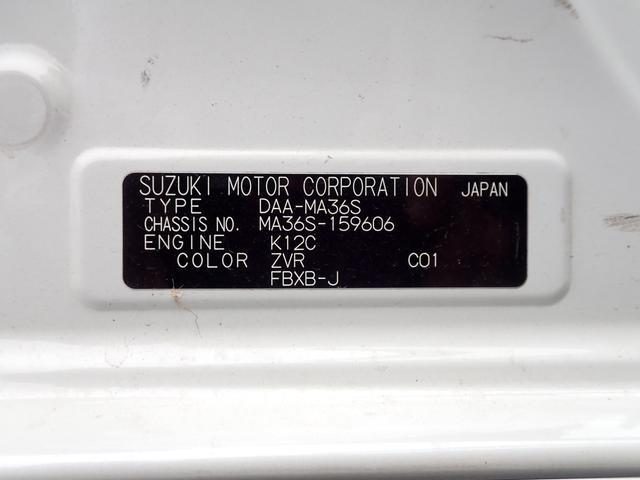 SUZUKI MOTOR CORPORATION JAPAN
TYPE DAA-MA36S
CHASSIS NO. MA36S-159606
ENGINE K12C
COLOR ZVR C01
FBXB-J